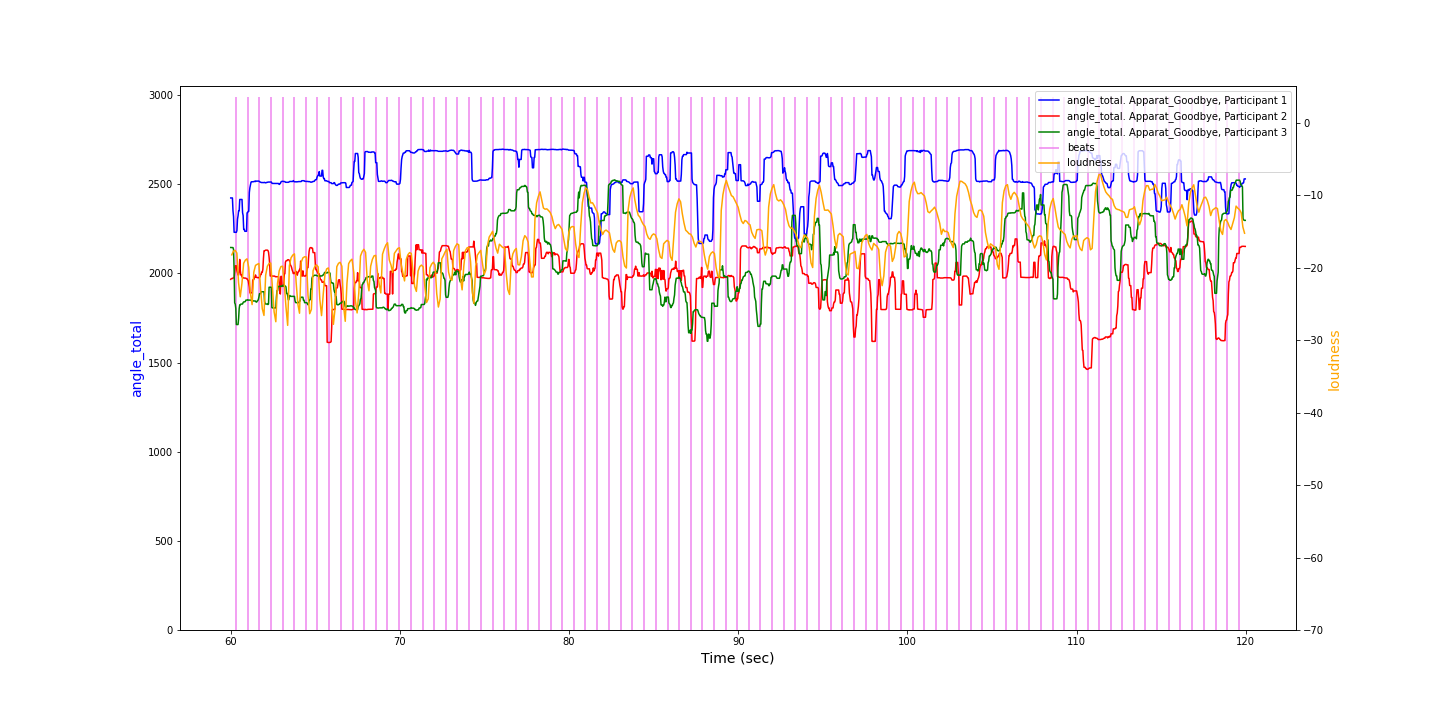 3000
2500
2000
1500
1000
500
0
angle_total
60
70
80
90
100
110
120
Time (sec)
0
−10
−20
−30
−40
−50
−60
−70
loudness
angle_total. Apparat_Goodbye, Participant 1
angle_total. Apparat_Goodbye, Participant 2
angle_total. Apparat_Goodbye, Participant 3
beats
loudness